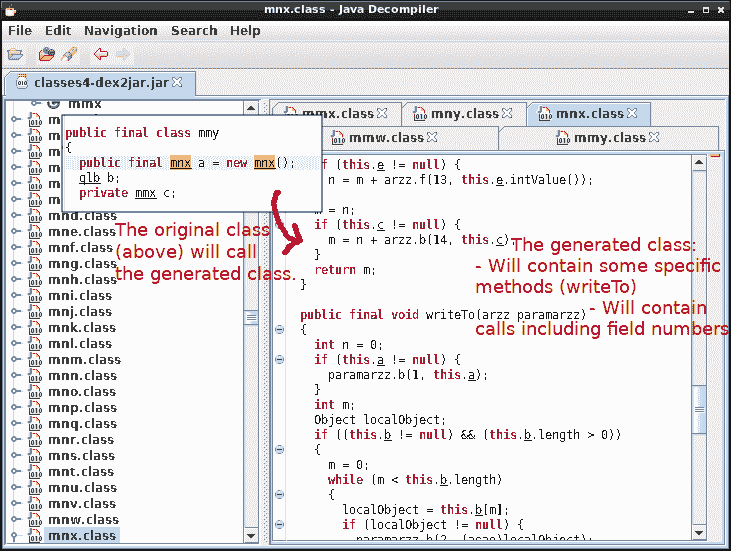 mnx.class - Java Decompiler
File Edit Navigation Search Help
classes4-dex2jar.jar
mmx
mmx.class mny.class mnx.class
mmw.class mmy.class
public final class mmy
{
public final mnx a = new mnx();
qlb b;
private mmx c;
The original class
(above) will call
the generated class.
mnd.class
mne.class
mnf.class
mng.class
mnh.class
mni.class
mnj.class
mnk.class
mnl.class
mnm.class
mnn.class
mno.class
mnp.class
mnq.class
mnr.class
mns.class
mnt.class
mnu.class
mnv.class
mnw.class
mnx.class
if (this.e != null) {
n = m + arzz.f(13, this.e.intValue());
m = n;
if (this.c != null) {
m = n + arzz.b(14, this.c);
}
return m;
}
The generated class:
- Will contain some specific
methods (writeTo)
- Will contain
calls including field numbers
public final void writeTo(arzz paramarzz)
{
int n = 0;
if (this.a != null) {
paramarzz.b(1, this.a);
}
int m;
Object localObject;
if ((this.b != null) && (this.b.length > 0))
{
m = 0;
while (m < this.b.length)
{
localObject = this.b[m];
if (localObject != null) {
paramarzz.b(2, (asao)localObject);